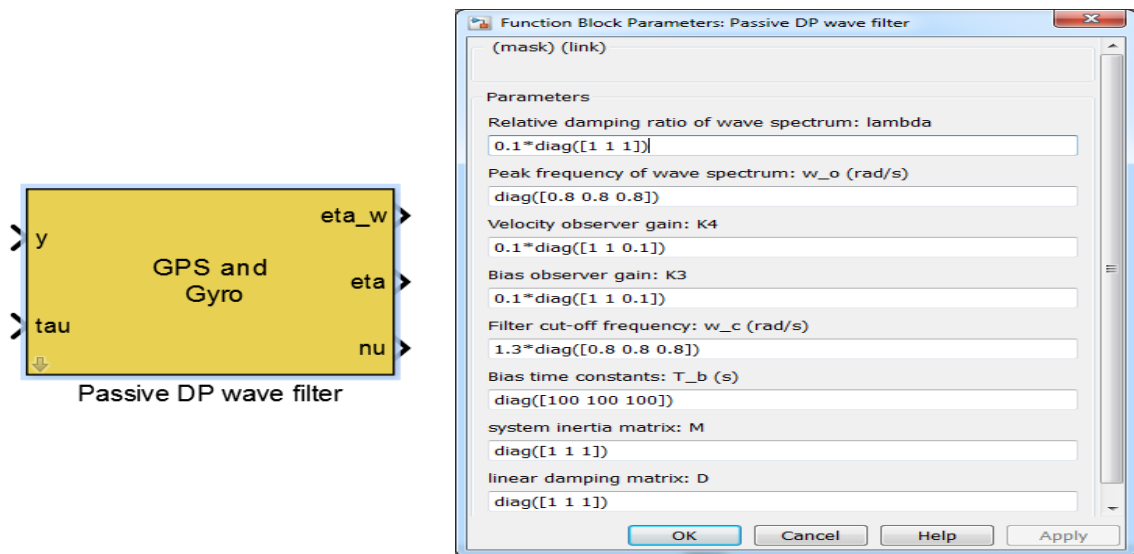 y
tau
GPS and
Gyro
eta_w
eta
nu
Passive DP wave filter
Function Block Parameters: Passive DP wave filter
(mask) (link)
Parameters
Relative damping ratio of wave spectrum: lambda
0.1*diag([1 1 1])
Peak frequency of wave spectrum: w_o (rad/s)
diag([0.8 0.8 0.8])
Velocity observer gain: K4
0.1*diag([1 1 0.1])
Bias observer gain: K3
0.1*diag([1 1 0.1])
Filter cut-off frequency: w_c (rad/s)
1.3*diag([0.8 0.8 0.8])
Bias time constants: T_b (s)
diag([100 100 100])
system inertia matrix: M
diag([1 1 1])
linear damping matrix: D
diag([1 1 1])
OK Cancel Help Apply